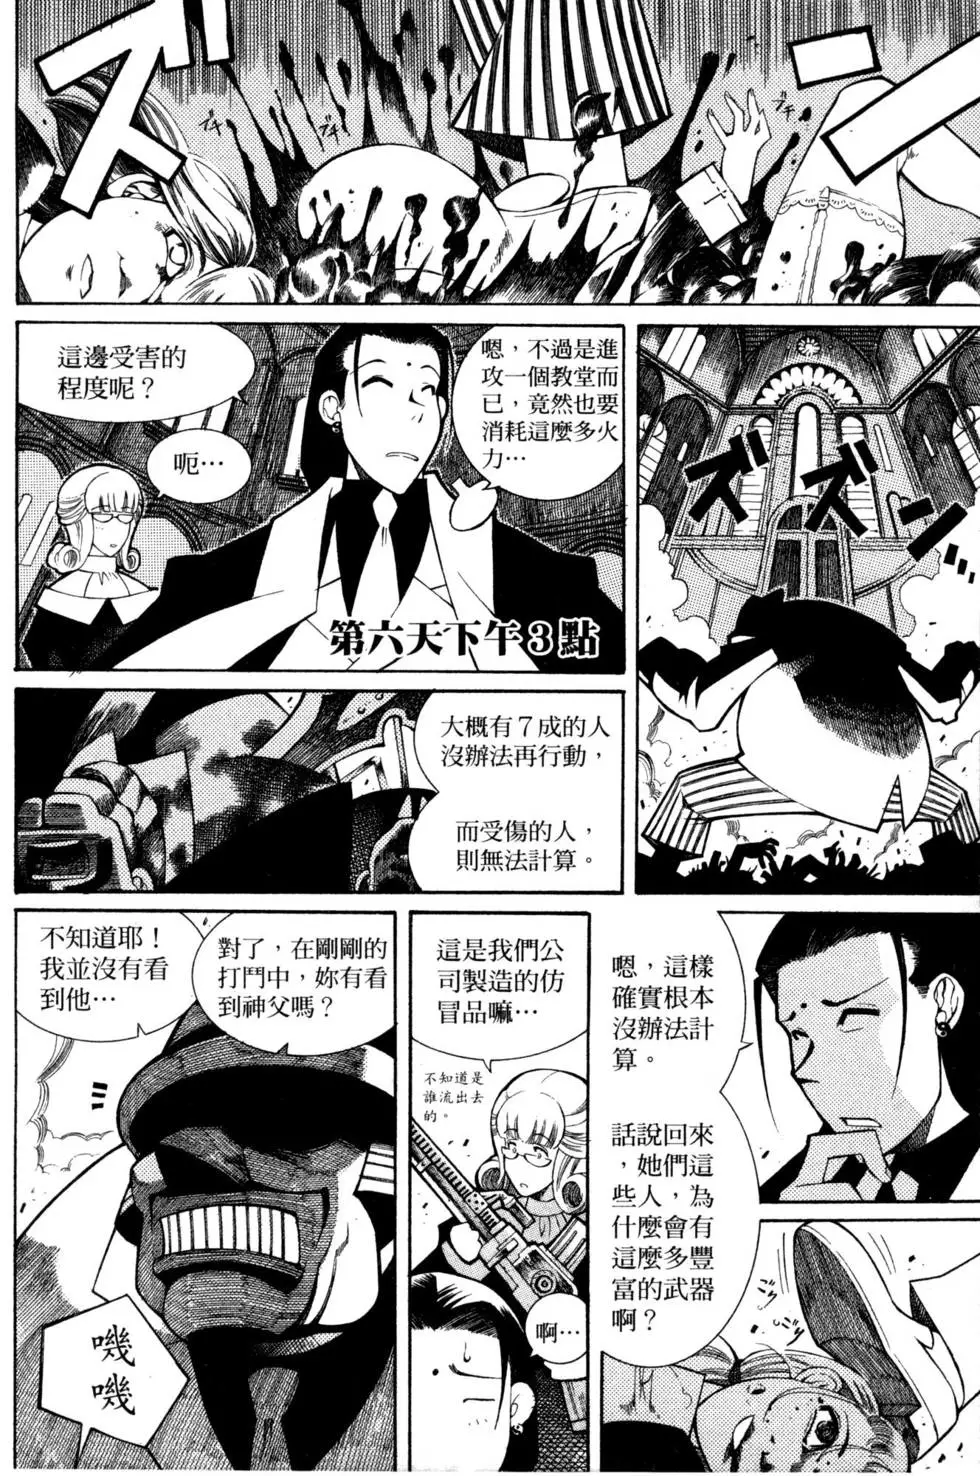 ズ
ブチ
ブチ
ブチ
ン
ズ
ズ
ン
嗯，不過是進
攻一個教堂而
已，竟然也要
消耗這麼多火
力…
這邊受害的
程度呢？
呃…
第六天下午3點
大概有7成的人
沒辦法再行動，
而受傷的人，
則無法計算。
嗯，這樣
確實根本
沒辦法計
算。
話說回來
，她們這
些人，為
什麼會有
這麼多豐
富的武器
啊？
這是我們公
司製造的仿
冒品嘛…
不知道是
誰流出去
的。
啊…
對了，在剛剛的
打鬥中，妳有看
到神父嗎？
不知道耶！
我並沒有看
到他…
嘰
嘰